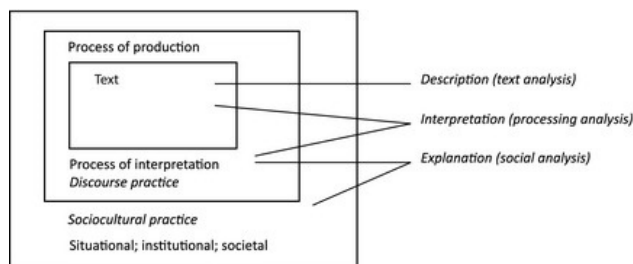 Process of production
Text
Description (text analysis)
Interpretation (processing analysis)
Explanation (social analysis)
Process of interpretation
Discourse practice
Sociocultural practice
Situational; institutional; societal